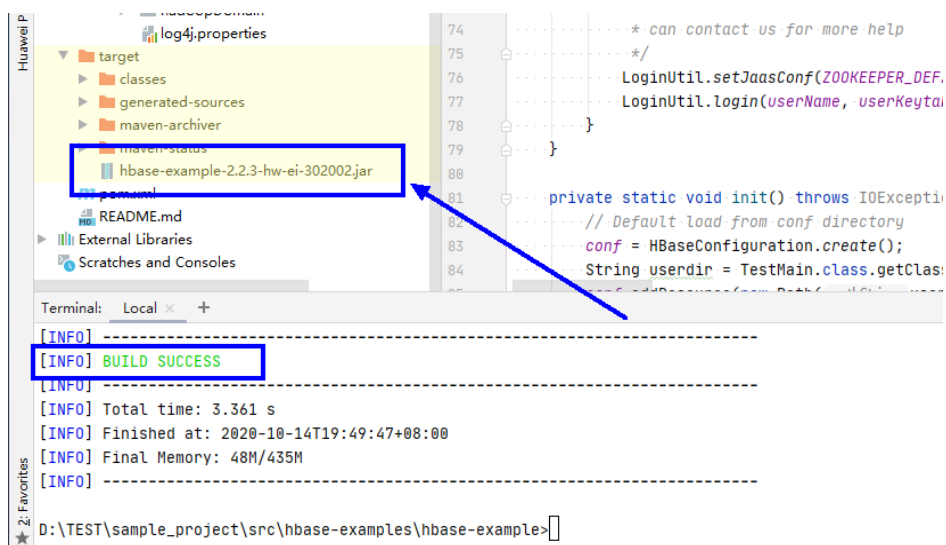 Huawei P
log4j.properties
target
classes
generated-sources
maven-archiver
maven-status
hbase-example-2.2.3-hw-ei-302002.jar
pom.xml
README.md
External Libraries
Scratches and Consoles
74 * can contact us for more help
75 */
76 LoginUtil.setJaasConf(ZOOKEEPER_DEF
77 LoginUtil.login(userName, userKeytab
78 }
79 }
80
81 private static void init() throws IOExceptio
82 // Default load from conf directory
83 conf = HBaseConfiguration.create();
84 String userdir = TestMain.class.getClass
Terminal: Local × +
[INFO] ------------------------------------------------------------------------
[INFO] BUILD SUCCESS
[INFO] ------------------------------------------------------------------------
[INFO] Total time: 3.361 s
[INFO] Finished at: 2020-10-14T19:49:47+08:00
[INFO] Final Memory: 48M/435M
[INFO] ------------------------------------------------------------------------
2: Favorites
D:\TEST\sample_project\src\hbase-examples\hbase-example>